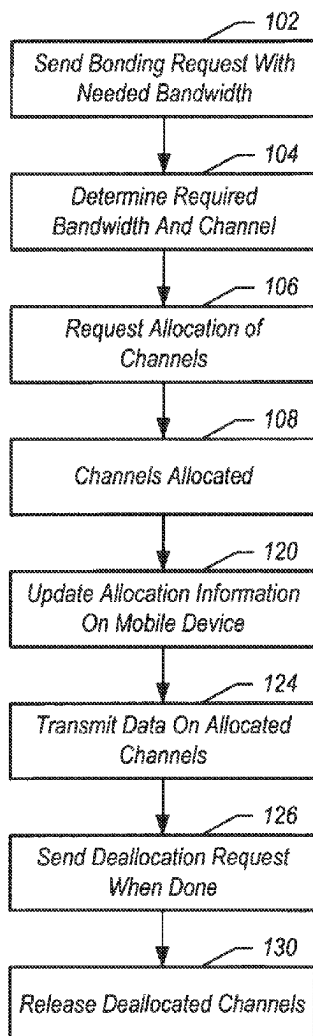 102
Send Bonding Request With
Needed Bandwidth
104
Determine Required
Bandwidth And Channel
106
Request Allocation of
Channels
108
Channels Allocated
120
Update Allocation Information
On Mobile Device
124
Transmit Data On Allocated
Channels
126
Send Deallocation Request
When Done
130
Release Deallocated Channels